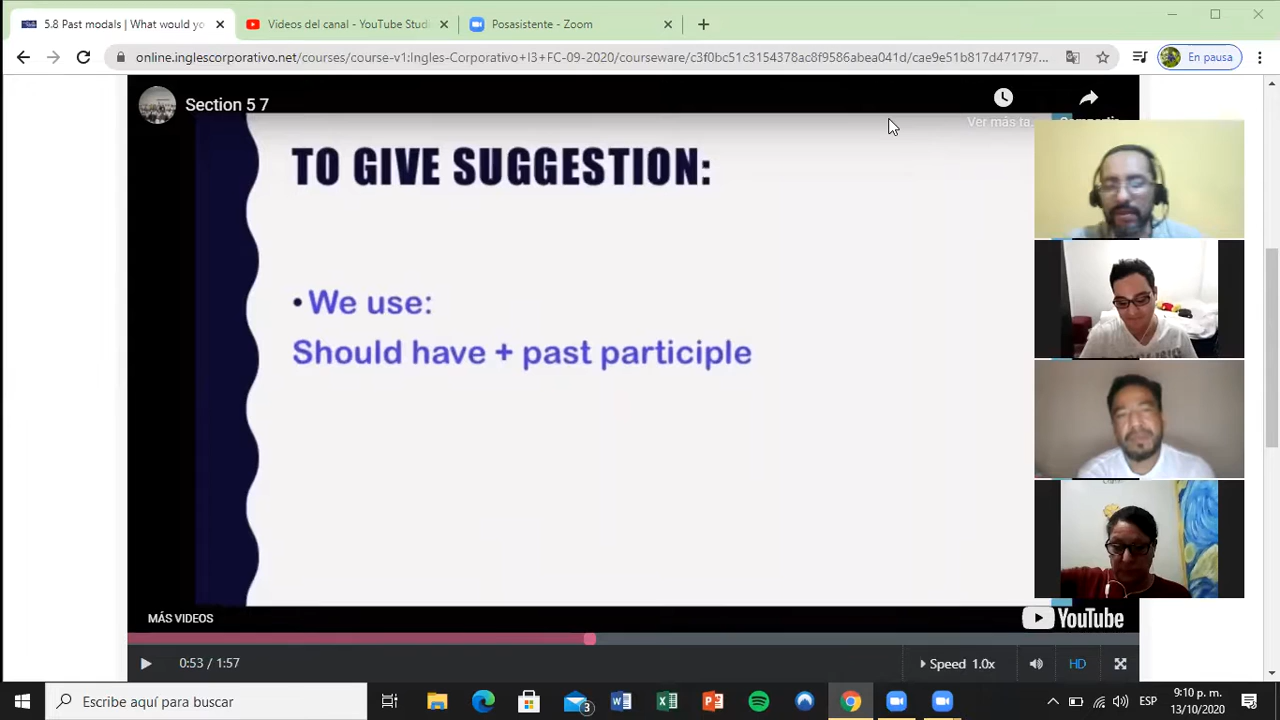 5.8 Past modals | What would yo
Videos del canal - YouTube Studi
Posasistente - Zoom
online.inglescorporativo.net/courses/course-v1:Ingles-Corporativo+I3+FC-09-2020/courseware/c3f0bc51c3154378ac8f9586abea041d/cae9e51b817d471797...
En pausa
Section 5 7
Ver más ta...
Compartir
TO GIVE SUGGESTION:
• We use:
Should have + past participle
MÁS VIDEOS
YouTube
0:53 / 1:57
Speed 1.0x
HD
Escribe aquí para buscar
3
ESP
9:10 p. m.
13/10/2020